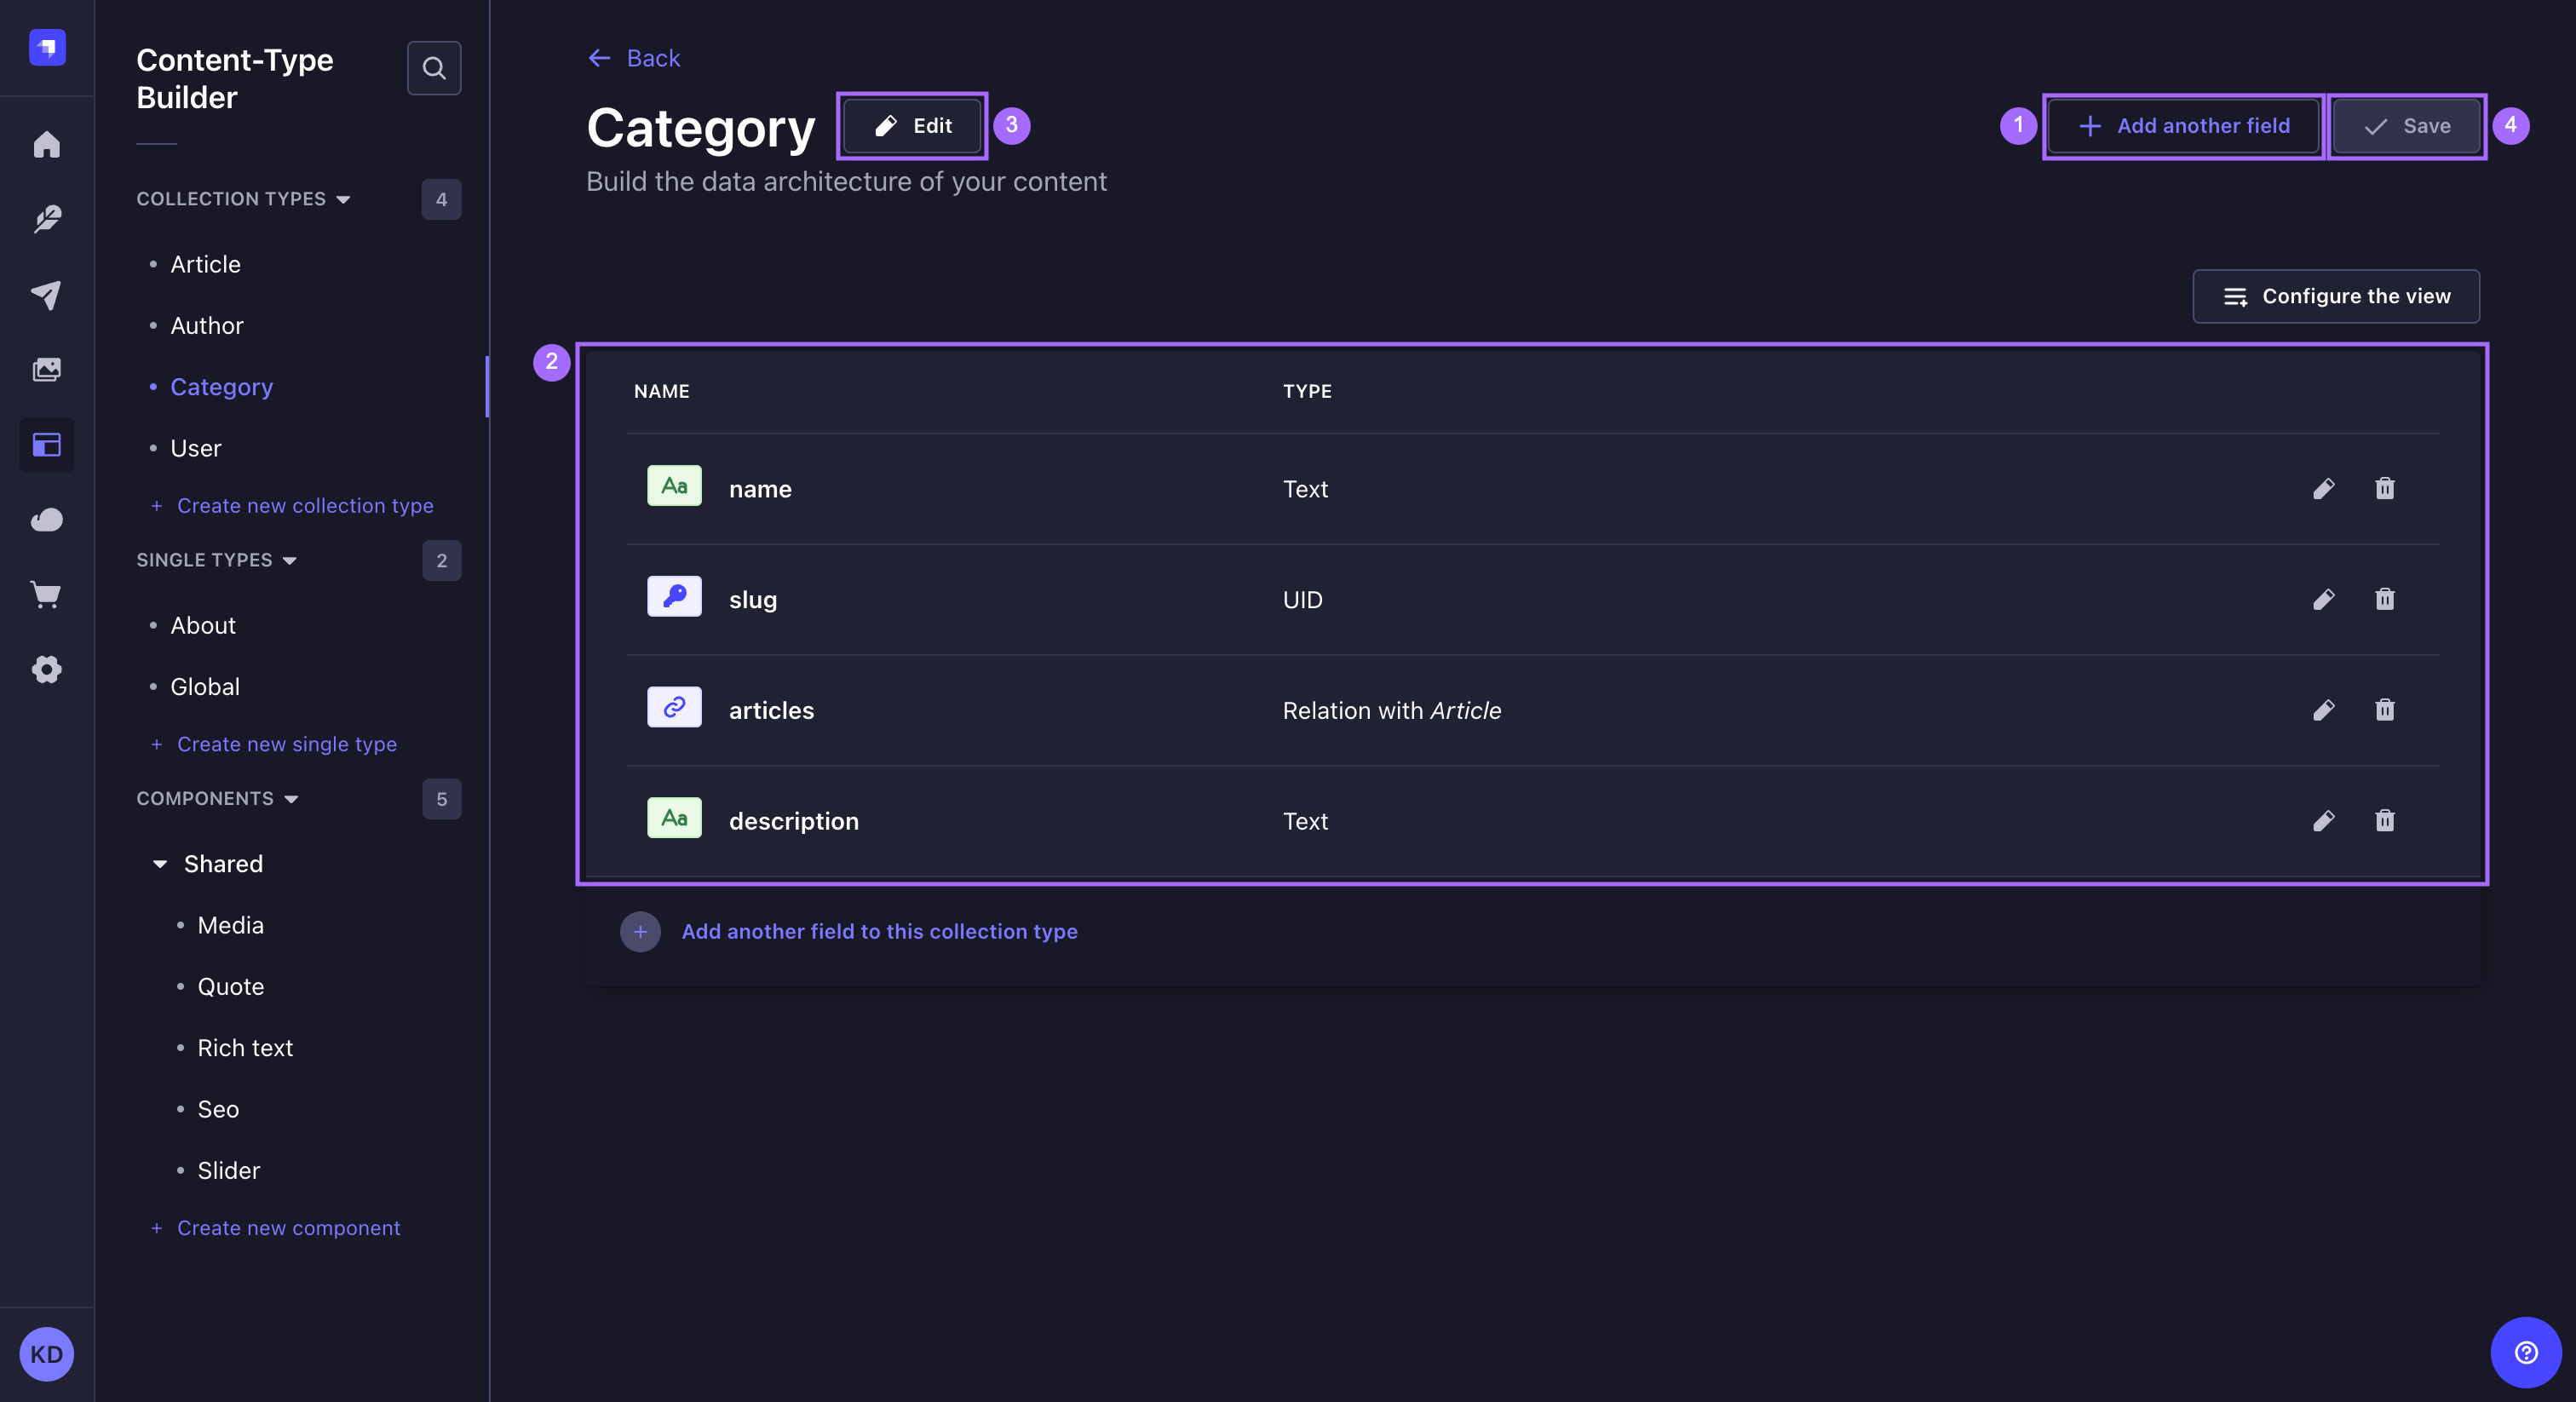 Content-Type
Builder
COLLECTION TYPES
4
Article
Author
Category
User
+ Create new collection type
SINGLE TYPES
2
About
Global
+ Create new single type
COMPONENTS
5
Shared
Media
Quote
Rich text
Seo
Slider
+ Create new component
KD
← Back
Category
Edit
3
1
+ Add another field
Save
4
Build the data architecture of your content
Configure the view
2
NAME
TYPE
Aa name
Text
slug
UID
articles
Relation with Article
Aa description
Text
+ Add another field to this collection type
?